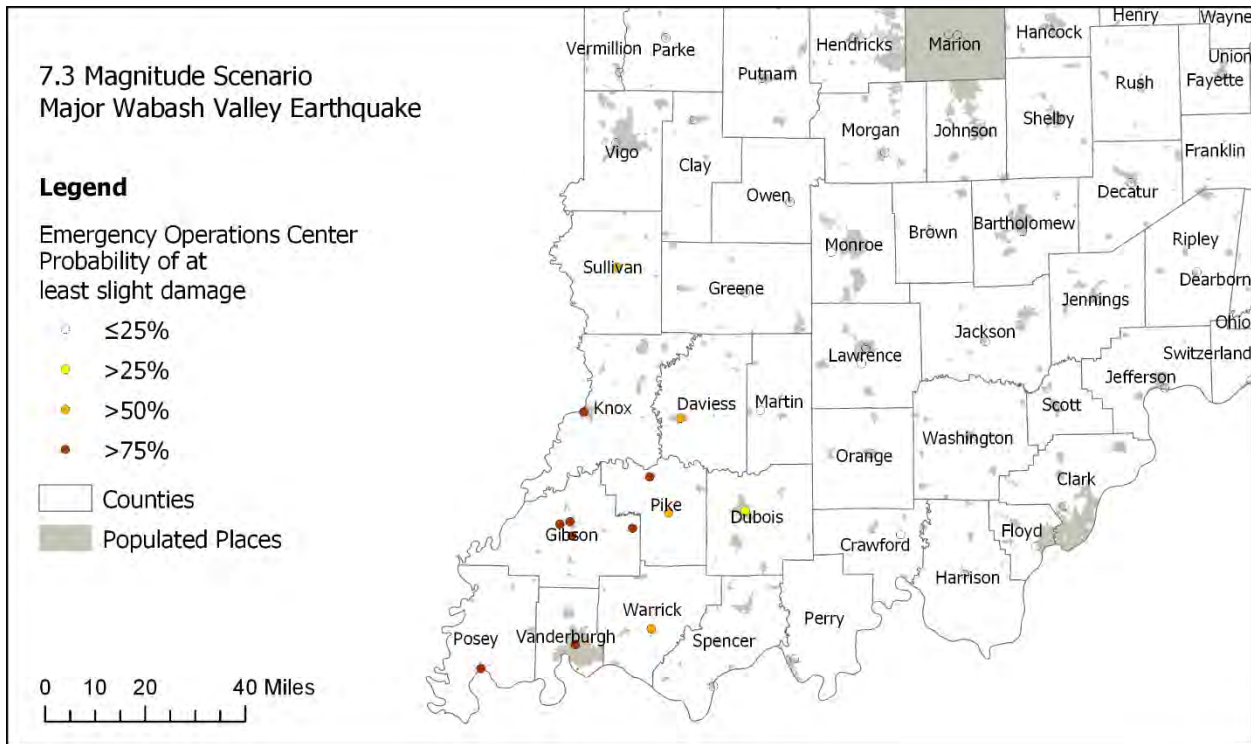 7.3 Magnitude Scenario
Major Wabash Valley Earthquake
Legend
Emergency Operations Center
Probability of at
least slight damage
≤25%
>25%
>50%
>75%
Counties
Populated Places
0 10 20 40 Miles
Vermillion
Parke
Putnam
Hendricks
Marion
Hancock
Henry
Wayne
Union
Fayette
Rush
Shelby
Johnson
Morgan
Vigo
Clay
Owen
Franklin
Decatur
Monroe
Brown
Bartholomew
Ripley
Dearborn
Sullivan
Greene
Jennings
Ohio
Jackson
Lawrence
Switzerland
Jefferson
Knox
Daviess
Martin
Scott
Washington
Orange
Clark
Pike
Dubois
Gibson
Crawford
Floyd
Harrison
Warrick
Perry
Spencer
Vanderburgh
Posey